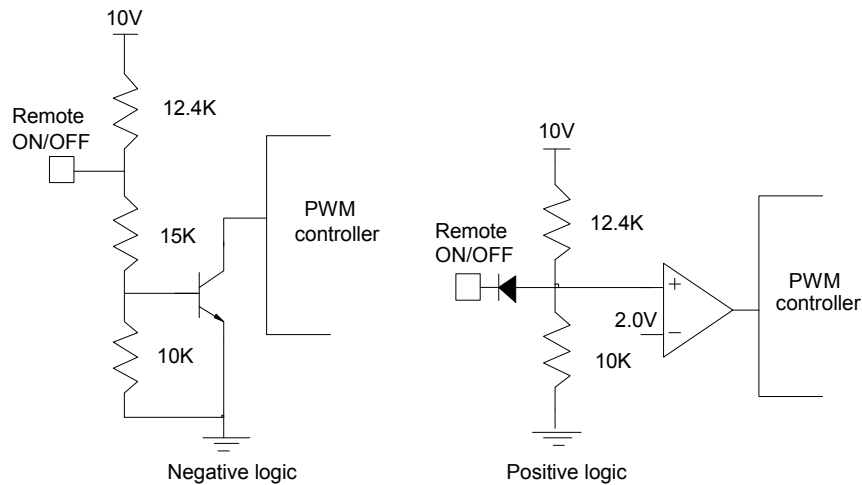 10V
12.4K
Remote
ON/OFF
15K
PWM
controller
10K
Negative logic
10V
12.4K
Remote
ON/OFF
+
2.0V
−
PWM
controller
10K
Positive logic